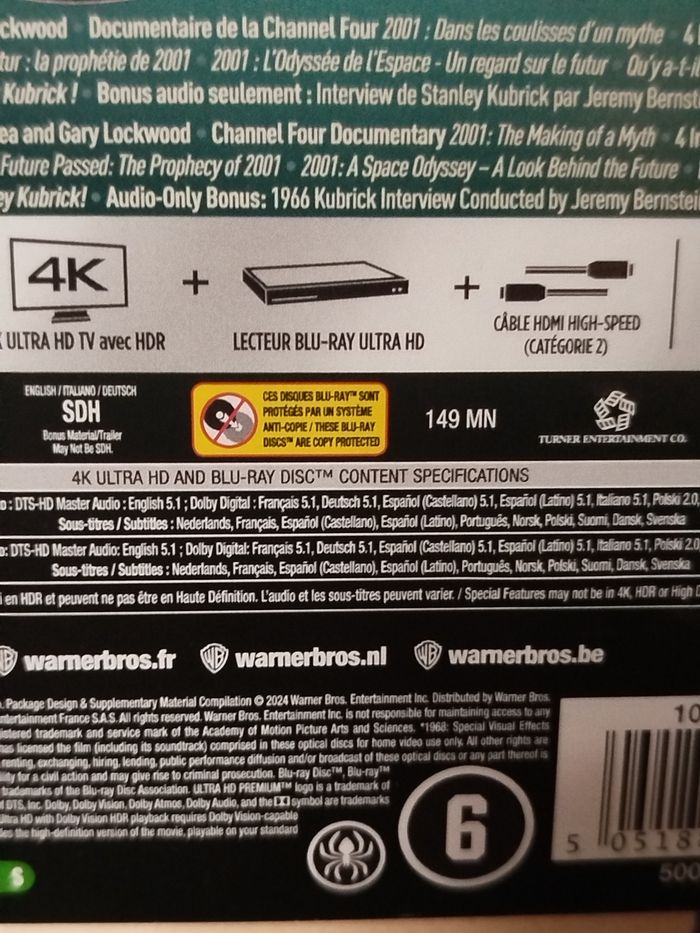 ckwood • Documentaire de la Channel Four 2001 : Dans les coulisses d'un mythe • 4
tur : la prophétie de 2001 • 2001 : L'Odyssée de l'Espace - Un regard sur le futur • Qu'y a-t-il
Kubrick ! • Bonus audio seulement : Interview de Stanley Kubrick par Jeremy Bernst
ea and Gary Lockwood • Channel Four Documentary 2001: The Making of a Myth • 4
Future Passed: The Prophecy of 2001 • 2001: A Space Odyssey – A Look Behind the Future •
ey Kubrick! • Audio-Only Bonus: 1966 Kubrick Interview Conducted by Jeremy Bernstein
4K + +
ULTRA HD TV avec HDR
LECTEUR BLU-RAY ULTRA HD
CÂBLE HDMI HIGH-SPEED
(CATÉGORIE 2)
ENGLISH / ITALIANO / DEUTSCH
SDH
Bonus Material/Trailer
May Not Be SDH.
CES DISQUES BLU-RAY™ SONT
PROTÉGÉS PAR UN SYSTÈME
ANTI-COPIE / THESE BLU-RAY
DISCS™ ARE COPY PROTECTED
149 MN
TURNER ENTERTAINMENT CO.
4K ULTRA HD AND BLU-RAY DISC™ CONTENT SPECIFICATIONS
o : DTS-HD Master Audio : English 5.1 ; Dolby Digital : Français 5.1, Deutsch 5.1, Español (Castellano) 5.1, Español (Latino) 5.1, Italiano 5.1, Polski 2.0
Sous-titres / Subtitles : Nederlands, Français, Español (Castellano), Español (Latino), Português, Norsk, Polski, Suomi, Dansk, Svenska
o: DTS-HD Master Audio: English 5.1 ; Dolby Digital: Français 5.1, Deutsch 5.1, Español (Castellano) 5.1, Español (Latino) 5.1, Italiano 5.1, Polski 2.0
Sous-titres / Subtitles : Nederlands, Français, Español (Castellano), Español (Latino), Português, Norsk, Polski, Suomi, Dansk, Svenska
i en HDR et peuvent ne pas être en Haute Définition. L'audio et les sous-titres peuvent varier. / Special Features may not be in 4K, HDR or High D
WB warnerbros.fr WB warnerbros.nl WB warnerbros.be
. Package Design & Supplementary Material Compilation © 2024 Warner Bros. Entertainment Inc. Distributed by Warner Bros.
ntertainment France S.A.S. All rights reserved. Warner Bros. Entertainment Inc. is not responsible for maintaining access to any
istered trademark and service mark of the Academy of Motion Picture Arts and Sciences. *1968: Special Visual Effects
has licensed the film (including its soundtrack) comprised in these optical discs for home video use only. All other rights are
renting, exchanging, hiring, lending, public performance diffusion and/or broadcast of these optical discs or any part thereof is
lity for a civil action and may give rise to criminal prosecution. Blu-ray Disc™, Blu-ray™
trademarks of the Blu-ray Disc Association. ULTRA HD PREMIUM™ logo is a trademark of
DTS, Inc. Dolby, Dolby Vision, Dolby Atmos, Dolby Audio, and the symbol are trademarks
Ultra HD with Dolby Vision HDR playback requires Dolby Vision-capable
des the high-definition version of the movie, playable on your standard
6
10
5 05188
500